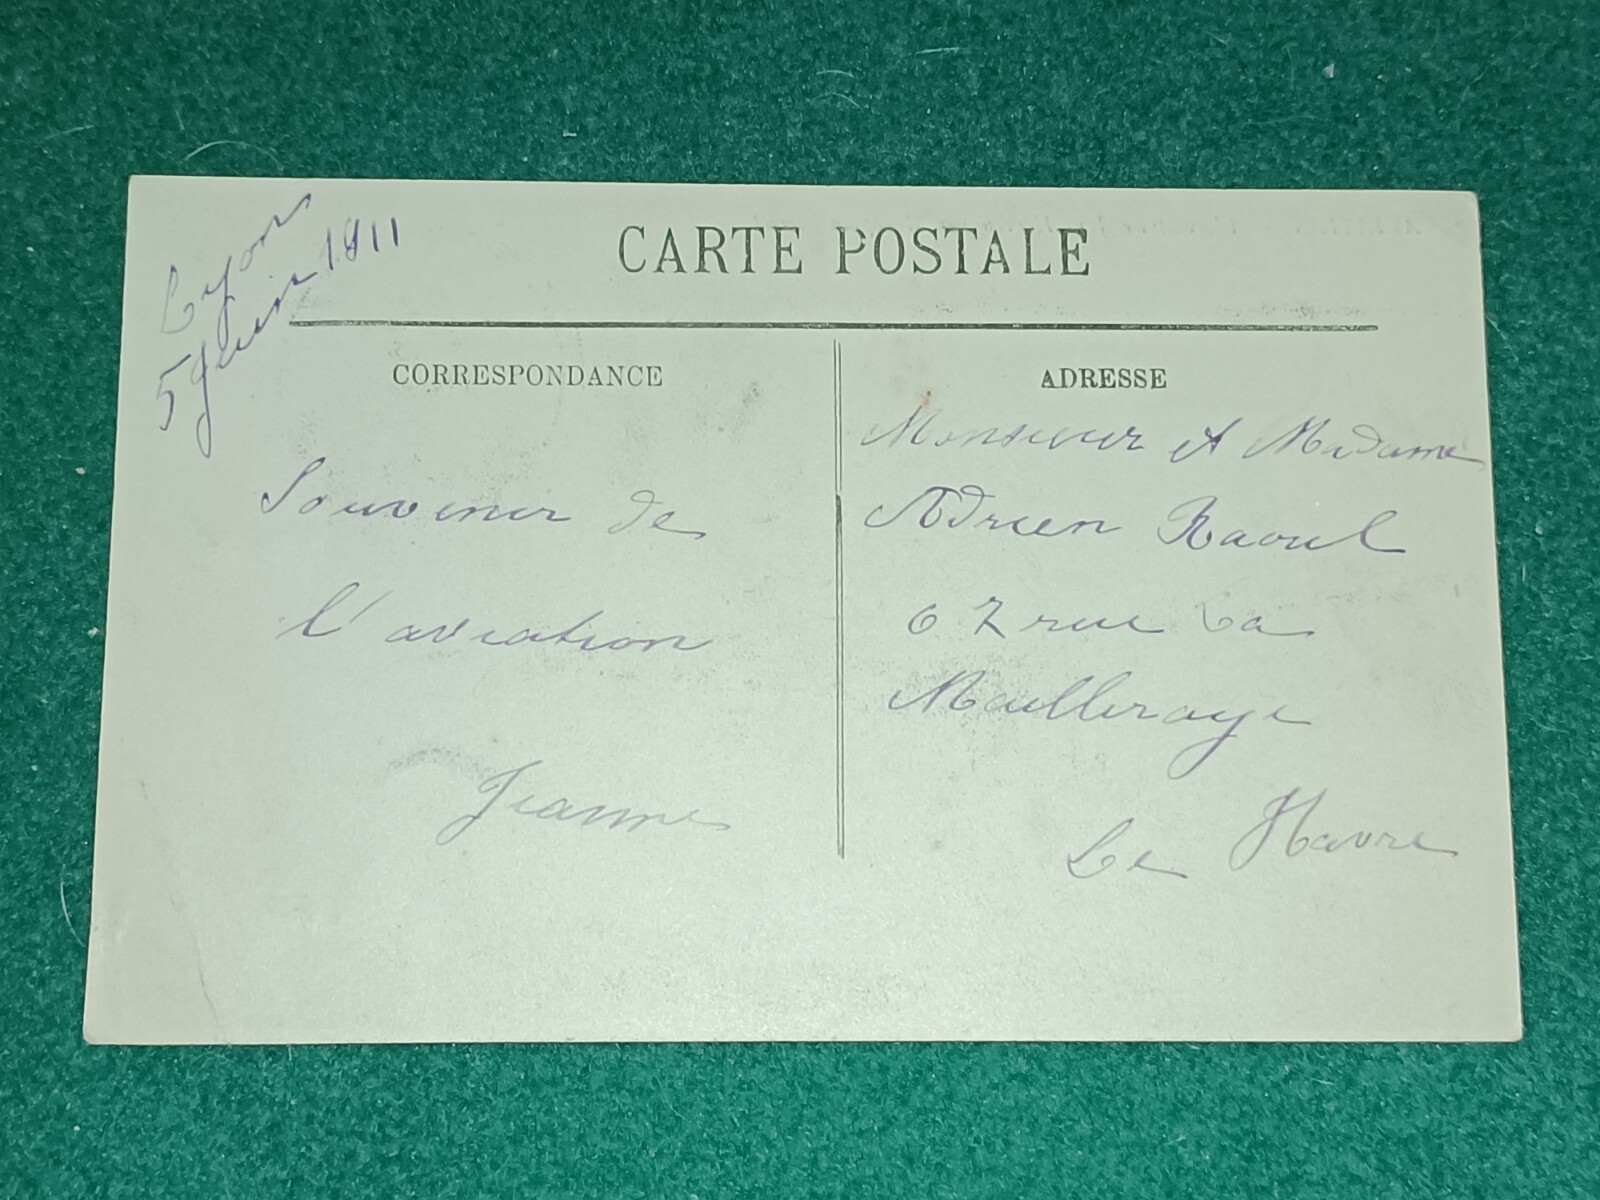 Lyon
5 Juin 1911
CARTE POSTALE
CORRESPONDANCE
Souvenir de
l'aviation
Jeanne
ADRESSE
Monsieur et Madame
Adrien Raoul
67 rue La
Mailleraye
Le Havre